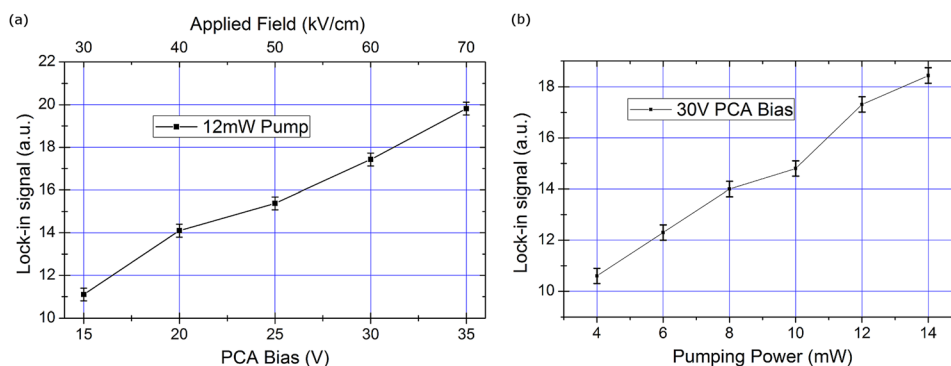 (a)
Applied Field (kV/cm)
30 40 50 60 70
22
20
18
16
14
12
10
Lock-in signal (a.u.)
12mW Pump
15 20 25 30 35
PCA Bias (V)
(b)
18
16
14
12
10
Lock-in signal (a.u.)
30V PCA Bias
4 6 8 10 12 14
Pumping Power (mW)